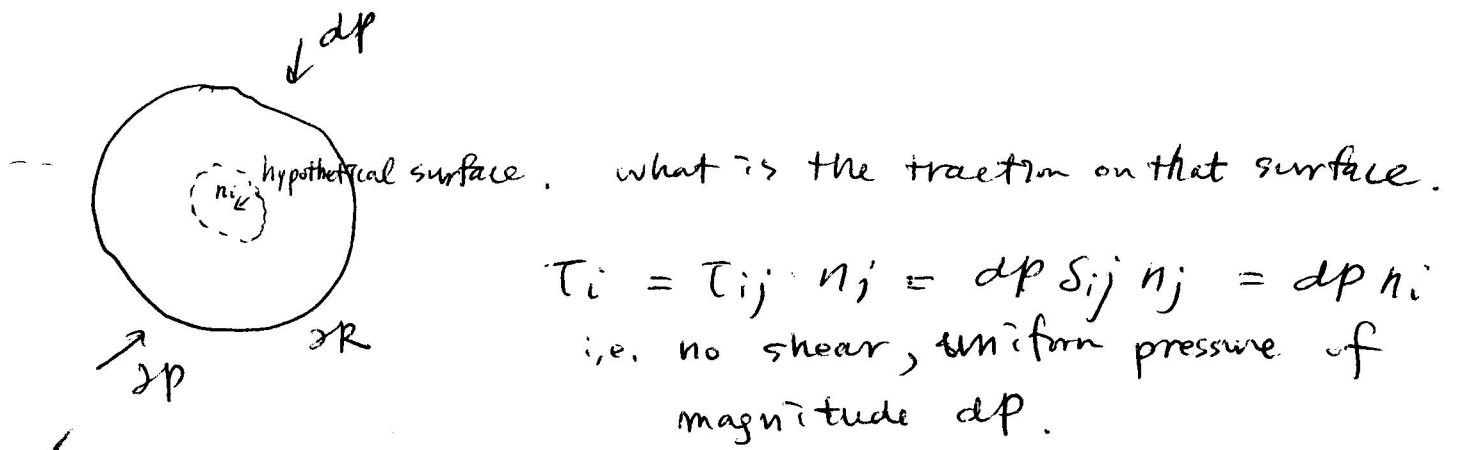 dp
hypothetical surface. what is the traction on that surface.
nᵢ
τᵢ = τᵢⱼ nⱼ = dp δᵢⱼ nⱼ = dp nᵢ
i,e. no shear, uniform pressure of
∂p ∂R
magnitude dp.